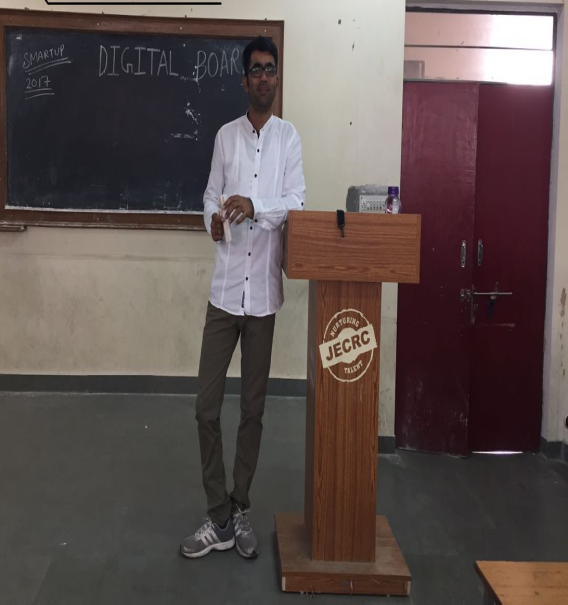 SMARTUP
2017
DIGITAL BOAR
NURTURING
JECRC
TALENT